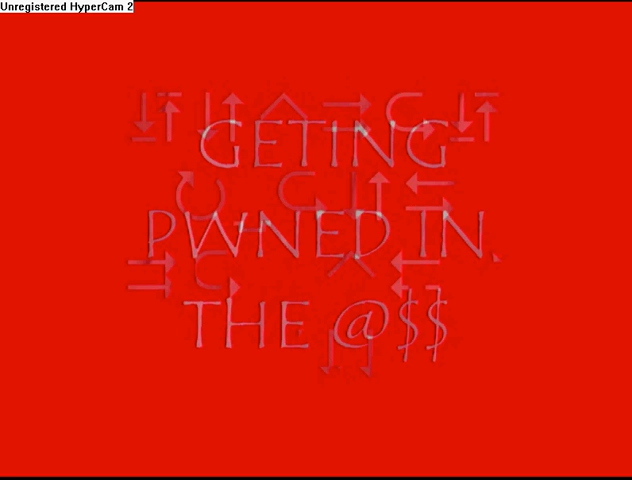 Unregistered HyperCam 2
GETING
PWNED IN.
THE @$$